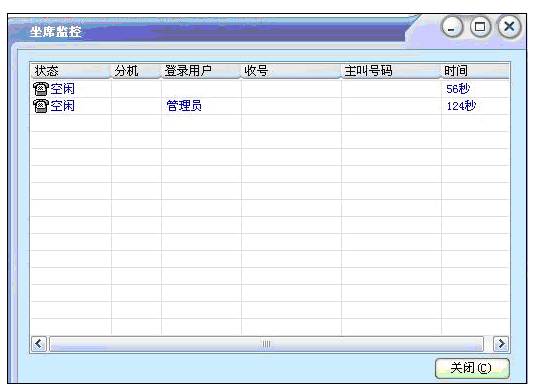 坐席监控
状态 分机 登录用户 收号 主叫号码 时间
空闲 56秒
空闲 管理员 124秒
关闭(C)